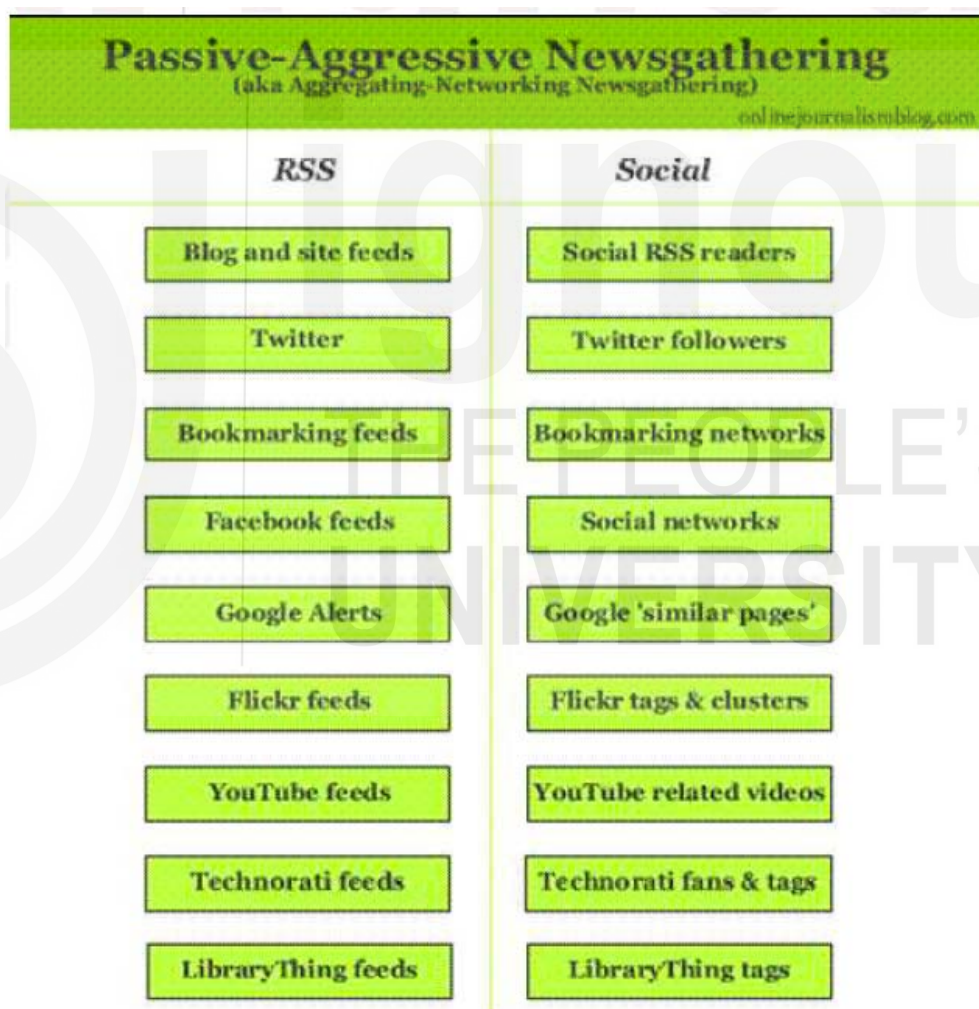 Passive-Aggressive Newsgathering
(aka Aggregating-Networking Newsgathering)
onlinejournalismblog.com
RSS
Social
Blog and site feeds
Social RSS readers
Twitter
Twitter followers
Bookmarking feeds
Bookmarking networks
Facebook feeds
Social networks
Google Alerts
Google 'similar pages'
Flickr feeds
Flickr tags & clusters
YouTube feeds
YouTube related videos
Technorati feeds
Technorati fans & tags
LibraryThing feeds
LibraryThing tags
ignou
THE PEOPLE'
UNIVERSITY